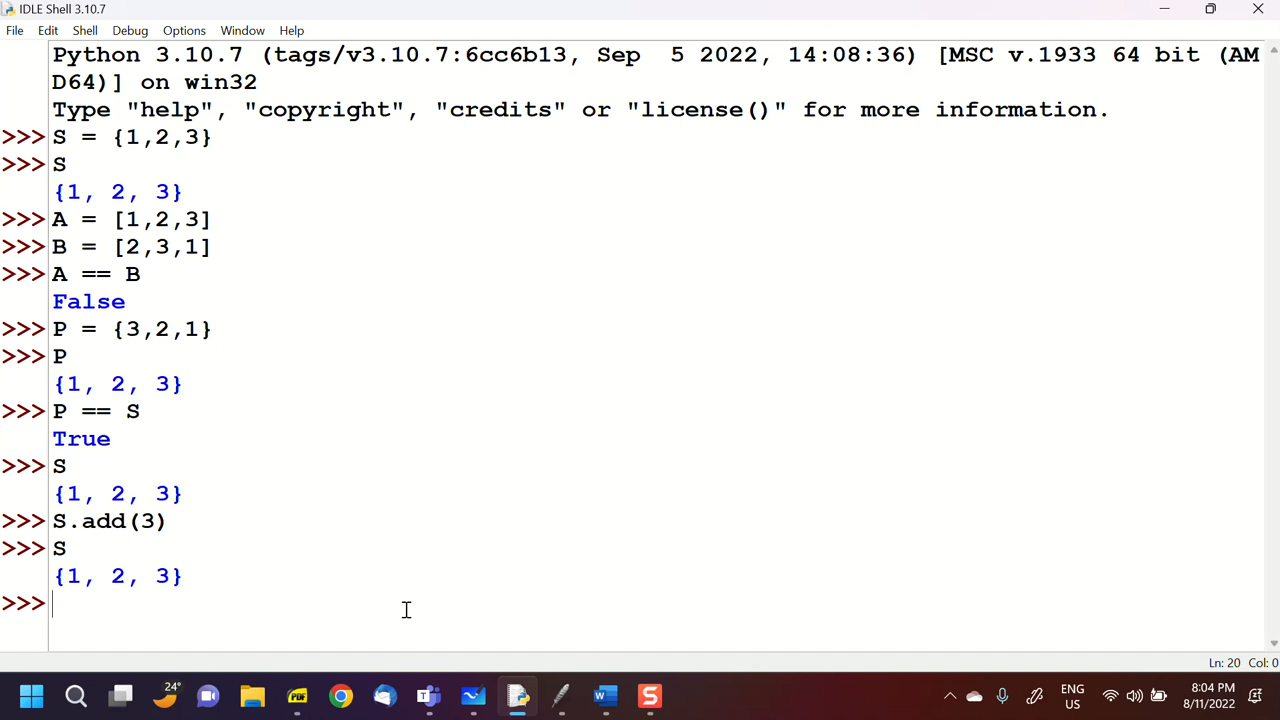 IDLE Shell 3.10.7
File Edit Shell Debug Options Window Help
Python 3.10.7 (tags/v3.10.7:6cc6b13, Sep  5 2022, 14:08:36) [MSC v.1933 64 bit (AM
D64)] on win32
Type "help", "copyright", "credits" or "license()" for more information.
>>> S = {1,2,3}
>>> S
{1, 2, 3}
>>> A = [1,2,3]
>>> B = [2,3,1]
>>> A == B
False
>>> P = {3,2,1}
>>> P
{1, 2, 3}
>>> P == S
True
>>> S
{1, 2, 3}
>>> S.add(3)
>>> S
{1, 2, 3}
>>>
Ln: 20 Col: 0
24°
PDF
ENG
US
8:04 PM
8/11/2022